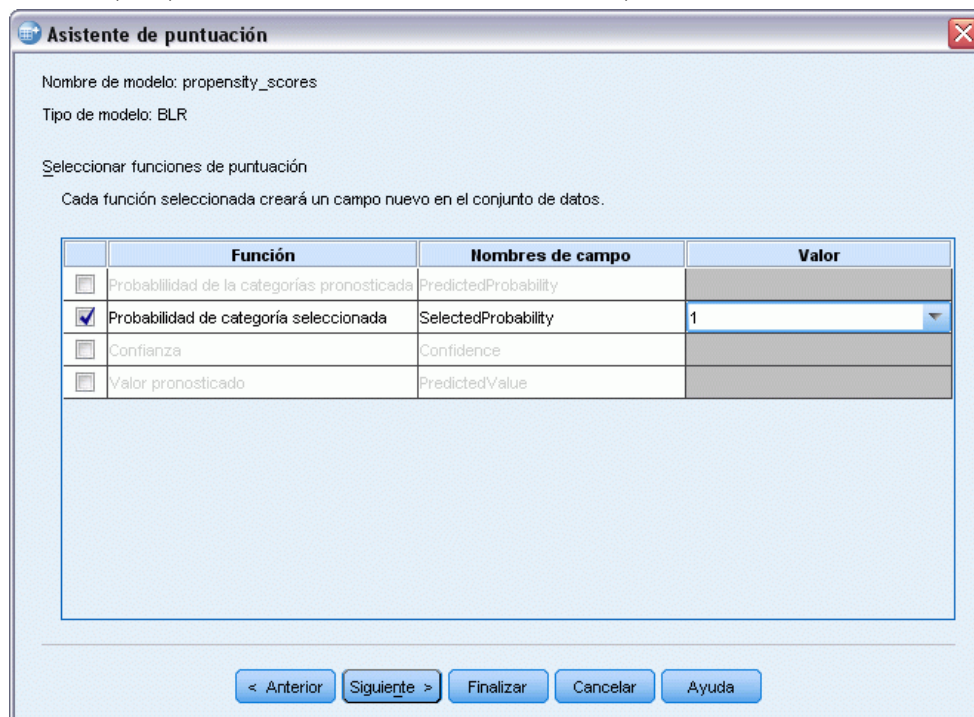 Asistente de puntuación
Nombre de modelo: propensity_scores
Tipo de modelo: BLR
Seleccionar funciones de puntuación
Cada función seleccionada creará un campo nuevo en el conjunto de datos.
Función Nombres de campo Valor
Probablilidad de la categorías pronosticada PredictedProbability
Probabilidad de categoría seleccionada SelectedProbability 1
Confianza Confidence
Valor pronosticado PredictedValue
< Anterior Siguiente > Finalizar Cancelar Ayuda